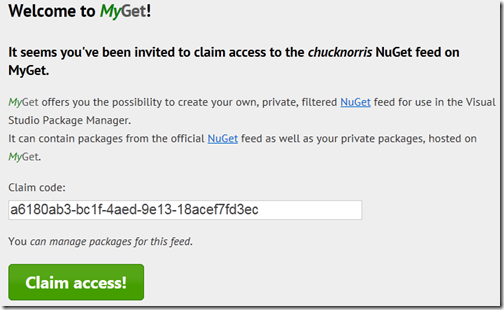 Welcome to MyGet!
It seems you've been invited to claim access to the chucknorris NuGet feed on
MyGet.
MyGet offers you the possibility to create your own, private, filtered NuGet feed for use in the Visual
Studio Package Manager.
It can contain packages from the official NuGet feed as well as your private packages, hosted on
MyGet.
Claim code:
a6180ab3-bc1f-4aed-9e13-18acef7fd3ec
You can manage packages for this feed.
Claim access!